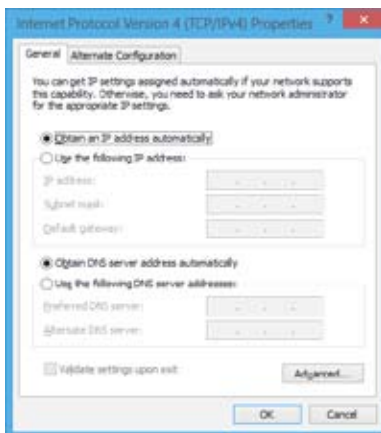 Internet Protocol Version 4 (TCP/IPv4) Properties
General Alternate Configuration
You can get IP settings assigned automatically if your network supports
this capability. Otherwise, you need to ask your network administrator
for the appropriate IP settings.
Obtain an IP address automatically
Use the following IP address:
IP address:
Subnet mask:
Default gateway:
Obtain DNS server address automatically
Use the following DNS server addresses:
Preferred DNS server:
Alternate DNS server:
Validate settings upon exit
Advanced...
OK Cancel